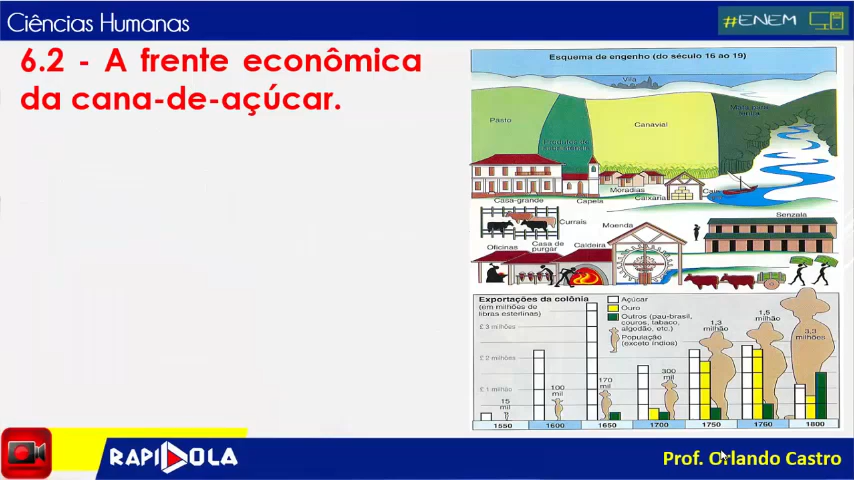 Ciências Humanas
#ENEM
6.2 - A frente econômica
da cana-de-açúcar.
Esquema de engenho (do século 16 ao 19)
Vila
Pasto
Canavial
Mata para
lenha
Moradias
Caixaria
Cais
Casa-grande
Capela
Currais
Moenda
Senzala
Oficinas
Casa de
purgar
Caldeira
Exportações da colônia
(em milhões de
libras esterlinas)
Açúcar
Ouro
Outros (pau-brasil,
couros, tabaco,
algodão, etc.)
População
(exceto índios)
£ 3 milhões
£ 2 milhões
£ 1 milhão
15
mil
100
mil
170
mil
300
mil
1,3
milhão
1,5
milhão
3,3
milhões
1550
1600
1650
1700
1750
1760
1800
RAPIDOLA
Prof. Orlando Castro